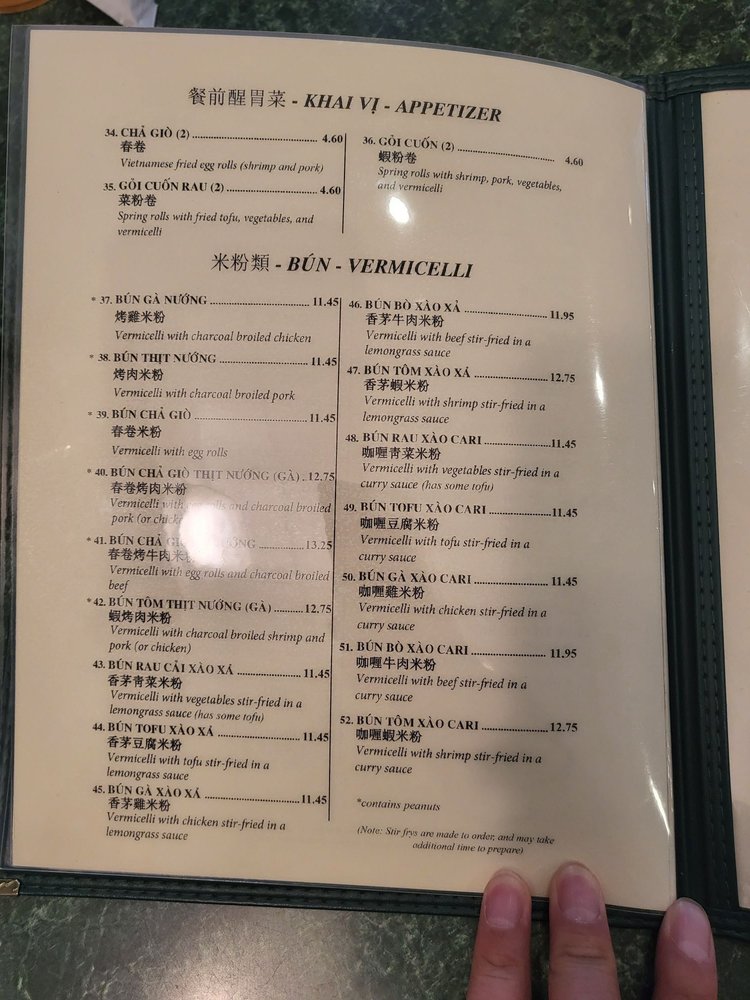 餐前醒胃菜 - KHAI VỊ - APPETIZER
34. CHẢ GIÒ (2) ........................................ 4.60
春卷
Vietnamese fried egg rolls (shrimp and pork)
35. GỎI CUỐN RAU (2) ........................ 4.60
菜粉卷
Spring rolls with fried tofu, vegetables, and
vermicelli
36. GỎI CUỐN (2) ........................... 4.60
蝦粉卷
Spring rolls with shrimp, pork, vegetables,
and vermicelli
米粉類 - BÚN - VERMICELLI
* 37. BÚN GÀ NƯỚNG ................................ 11.45
烤雞米粉
Vermicelli with charcoal broiled chicken
* 38. BÚN THỊT NƯỚNG ........................ 11.45
烤肉米粉
Vermicelli with charcoal broiled pork
* 39. BÚN CHẢ GIÒ ................................ 11.45
春卷米粉
Vermicelli with egg rolls
* 40. BÚN CHẢ GIÒ THỊT NƯỚNG (GÀ) .. 12.75
春卷烤肉米粉
Vermicelli with egg rolls and charcoal broiled
pork (or chicken)
* 41. BÚN CHẢ ................ 13.25
春卷烤牛肉米
Vermicelli with egg rolls and charcoal broiled
beef
* 42. BÚN TÔM THỊT NƯỚNG (GÀ) .......... 12.75
蝦烤肉米粉
Vermicelli with charcoal broiled shrimp and
pork (or chicken)
43. BÚN RAU CẢI XÀO XẢ .................... 11.45
香茅青菜米粉
Vermicelli with vegetables stir-fried in a
lemongrass sauce (has some tofu)
44. BÚN TOFU XÀO XẢ ........................ 11.45
香茅豆腐米粉
Vermicelli with tofu stir-fried in a
lemongrass sauce
45. BÚN GÀ XÀO XẢ ............................ 11.45
香茅雞米粉
Vermicelli with chicken stir-fried in a
lemongrass sauce
46. BÚN BÒ XÀO XẢ ........................ 11.95
香茅牛肉米粉
Vermicelli with beef stir-fried in a
lemongrass sauce
47. BÚN TÔM XÀO XẢ ..................... 12.75
香茅蝦米粉
Vermicelli with shrimp stir-fried in a
lemongrass sauce
48. BÚN RAU XÀO CARI .................. 11.45
咖喱青菜米粉
Vermicelli with vegetables stir-fried in a
curry sauce (has some tofu)
49. BÚN TOFU XÀO CARI ................. 11.45
咖喱豆腐米粉
Vermicelli with tofu stir-fried in a
curry sauce
50. BÚN GÀ XÀO CARI ..................... 11.45
咖喱雞米粉
Vermicelli with chicken stir-fried in a
curry sauce
51. BÚN BÒ XÀO CARI ..................... 11.95
咖喱牛肉米粉
Vermicelli with beef stir-fried in a
curry sauce
52. BÚN TÔM XÀO CARI .................. 12.75
咖喱蝦米粉
Vermicelli with shrimp stir-fried in a
curry sauce
*contains peanuts
(Note: Stir frys are made to order, and may take
additional time to prepare)